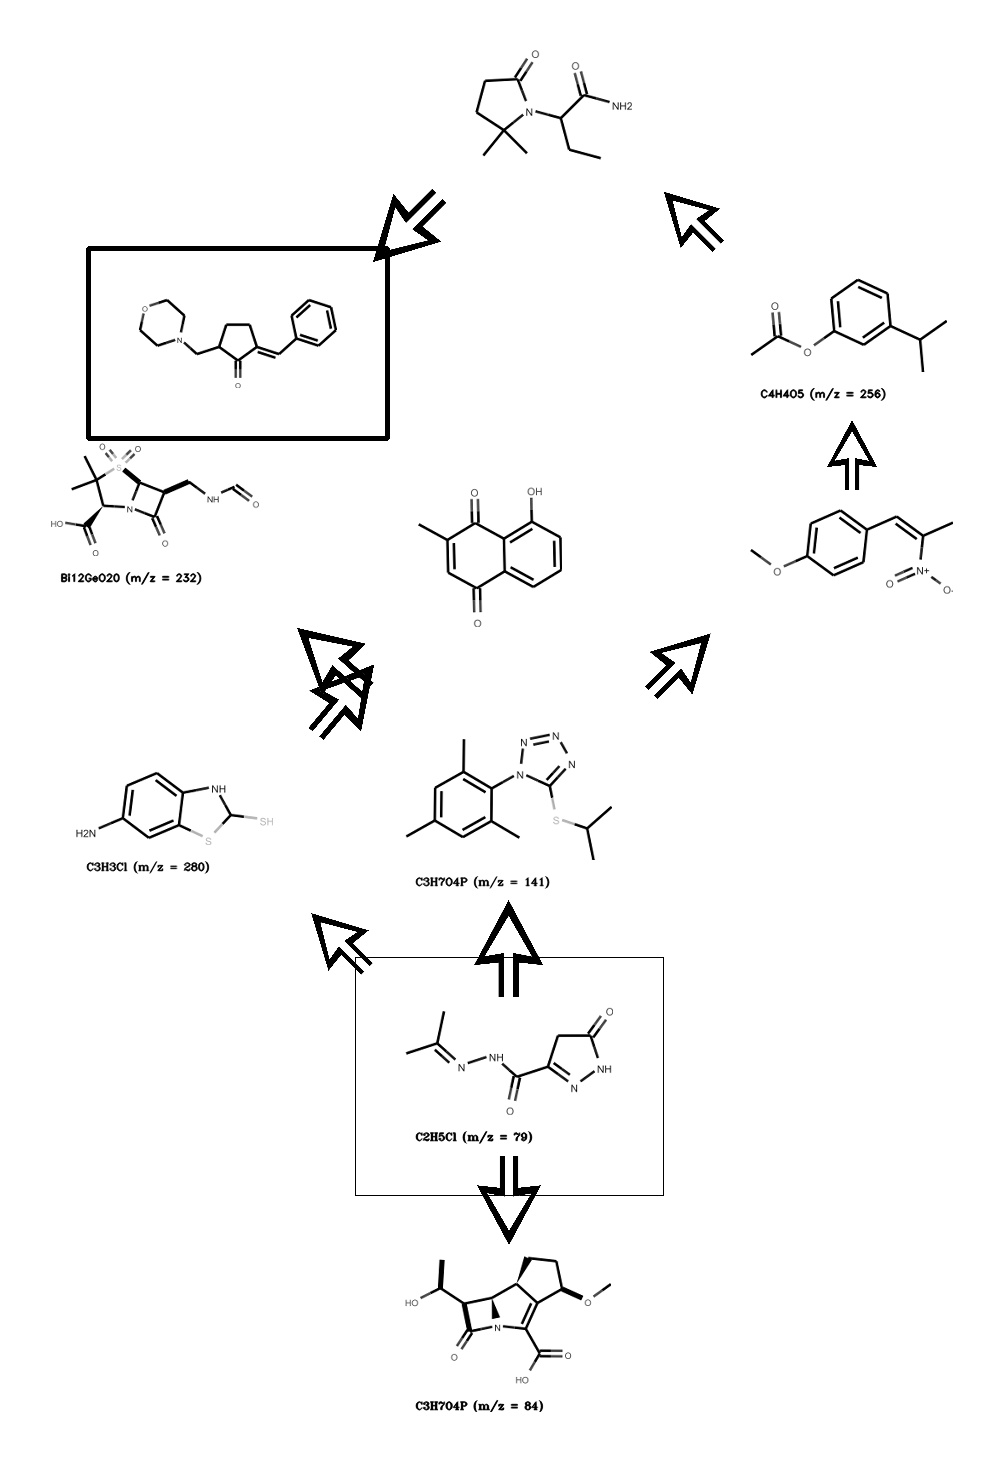 O
O
N
NH2
O
N
O
O
O
C4H4O5 (m/z = 256)
O
O
S
N
NH
O
HO
O
O
Bi12GeO20 (m/z = 232)
O
OH
O
O
N+
O
O-
NH
S
SH
H2N
C3H3Cl (m/z = 280)
N
N
N
N
S
C3H7O4P (m/z = 141)
O
NH
N
NH
N
O
C2H5Cl (m/z = 79)
HO
O
N
O
O
HO
C3H7O4P (m/z = 84)